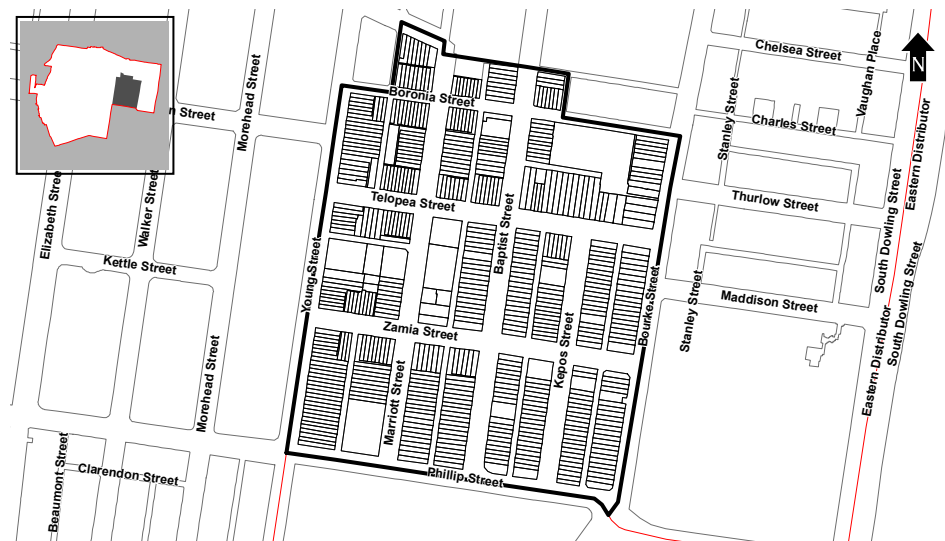 Chelsea Street
Vaughan Place
N
Morehead Street
Boronia Street
Stanley Street
n Street
Charles Street
Eastern Distributor
Elizabeth Street
Walker Street
Telopea Street
Thurlow Street
South Dowling Street
Baptist Street
Kettle Street
Young Street
Bourke Street
Stanley Street
Maddison Street
South Dowling Street
Zamia Street
Kepos Street
Eastern Distributor
Morehead Street
Marriott Street
Beaumont Street
Clarendon Street
Phillip Street